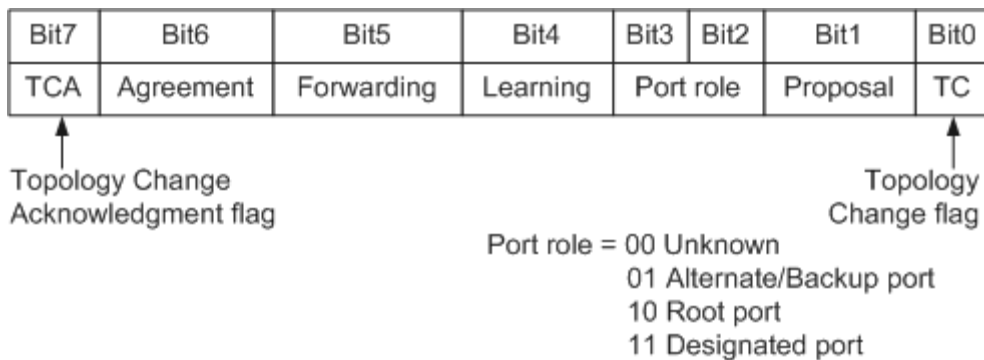 Bit7 Bit6 Bit5 Bit4 Bit3 Bit2 Bit1 Bit0
TCA Agreement Forwarding Learning Port role Proposal TC
Topology Change
Acknowledgment flag
Topology
Change flag
Port role = 00 Unknown
01 Alternate/Backup port
10 Root port
11 Designated port